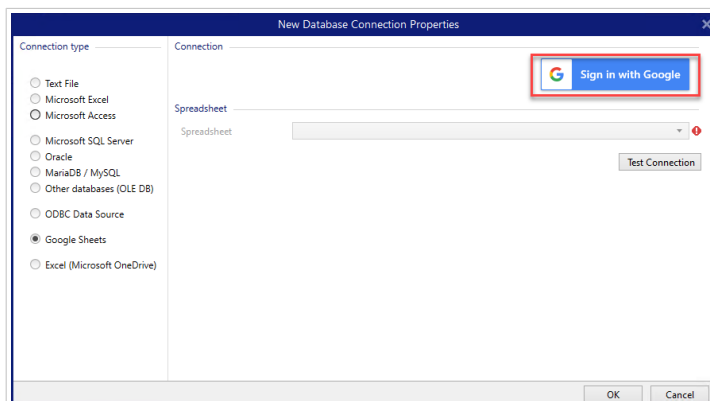 New Database Connection Properties
Connection type
Text File
Microsoft Excel
Microsoft Access
Microsoft SQL Server
Oracle
MariaDB / MySQL
Other databases (OLE DB)
ODBC Data Source
Google Sheets
Excel (Microsoft OneDrive)
Connection
G Sign in with Google
Spreadsheet
Spreadsheet
Test Connection
OK Cancel